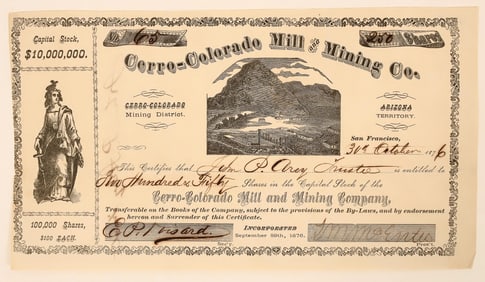 Capital Stock,
$10,000,000.
No. 65
250 Shares
Cerro-Colorado Mill and Mining Co.
CERRO-COLORADO
Mining District.
ARIZONA
TERRITORY.
San Francisco,
30th October 1876
This Certifies that John P. Arey Trustee is entitled to
Two Hundred & Fifty Shares in the Capital Stock of the
Cerro-Colorado Mill and Mining Company,
Transferable on the Books of the Company, subject to the provisions of the By-Laws, and by endorsement
hereon and Surrender of this Certificate.
100,000 Shares,
$100 EACH.
INCORPORATED
September 1876.
Sec'y.
Pres't.